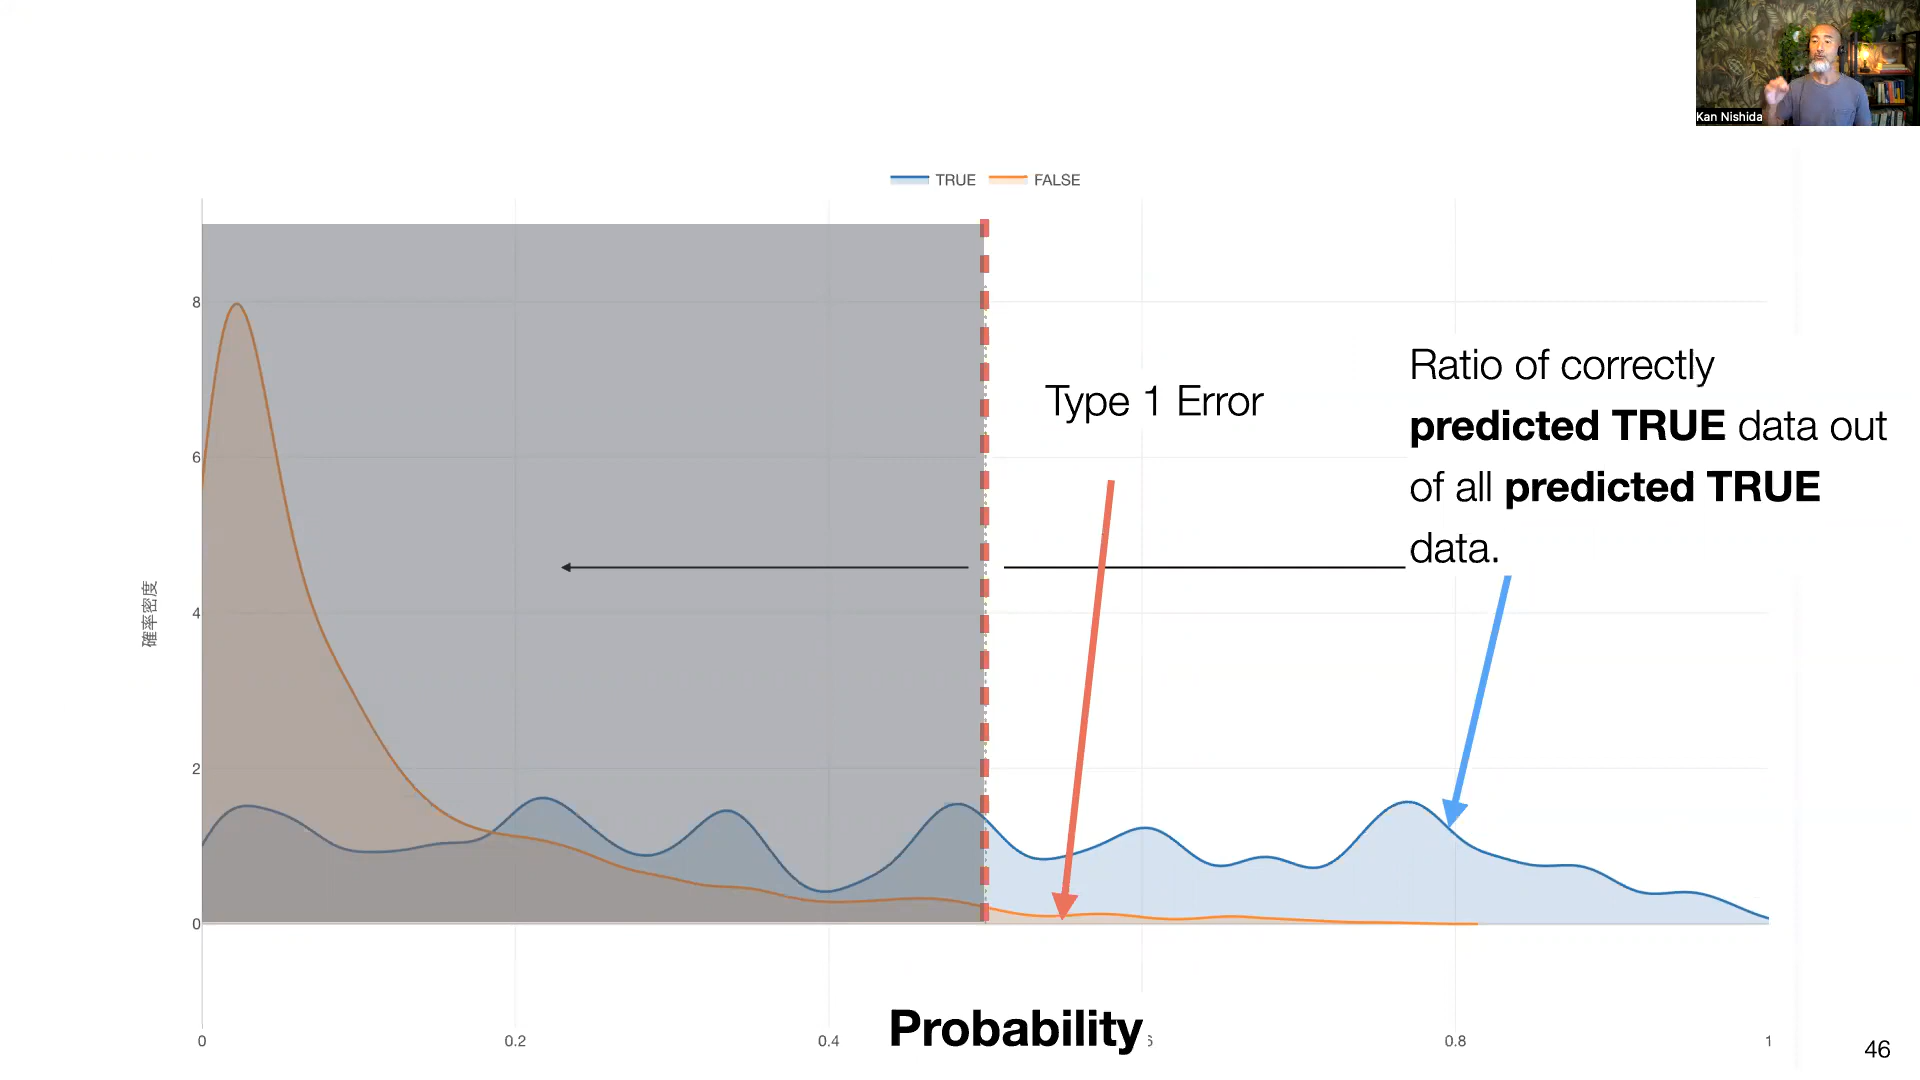 Kan Nishida
TRUE
FALSE
8
6
4
2
0
確率密度
Type 1 Error
Ratio of correctly
predicted TRUE data out
of all predicted TRUE
data.
0
0.2
0.4
Probability
6
0.8
1
46